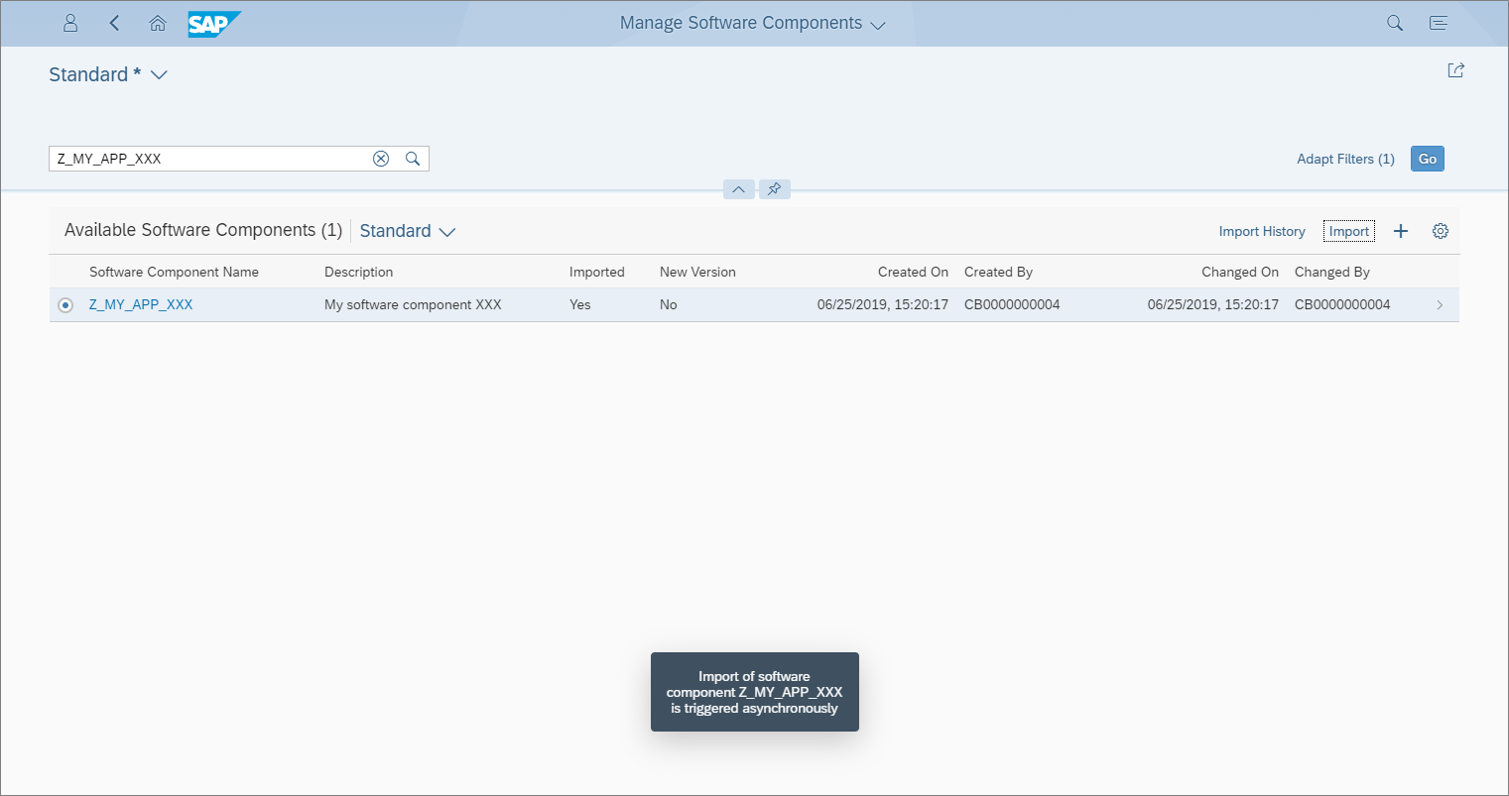 SAP Manage Software Components
Standard *
Z_MY_APP_XXX Adapt Filters (1) Go
Available Software Components (1) Standard Import History Import
Software Component Name Description Imported New Version Created On Created By Changed On Changed By
Z_MY_APP_XXX My software component XXX Yes No 06/25/2019, 15:20:17 CB0000000004 06/25/2019, 15:20:17 CB0000000004
Import of software
component Z_MY_APP_XXX
is triggered asynchronously